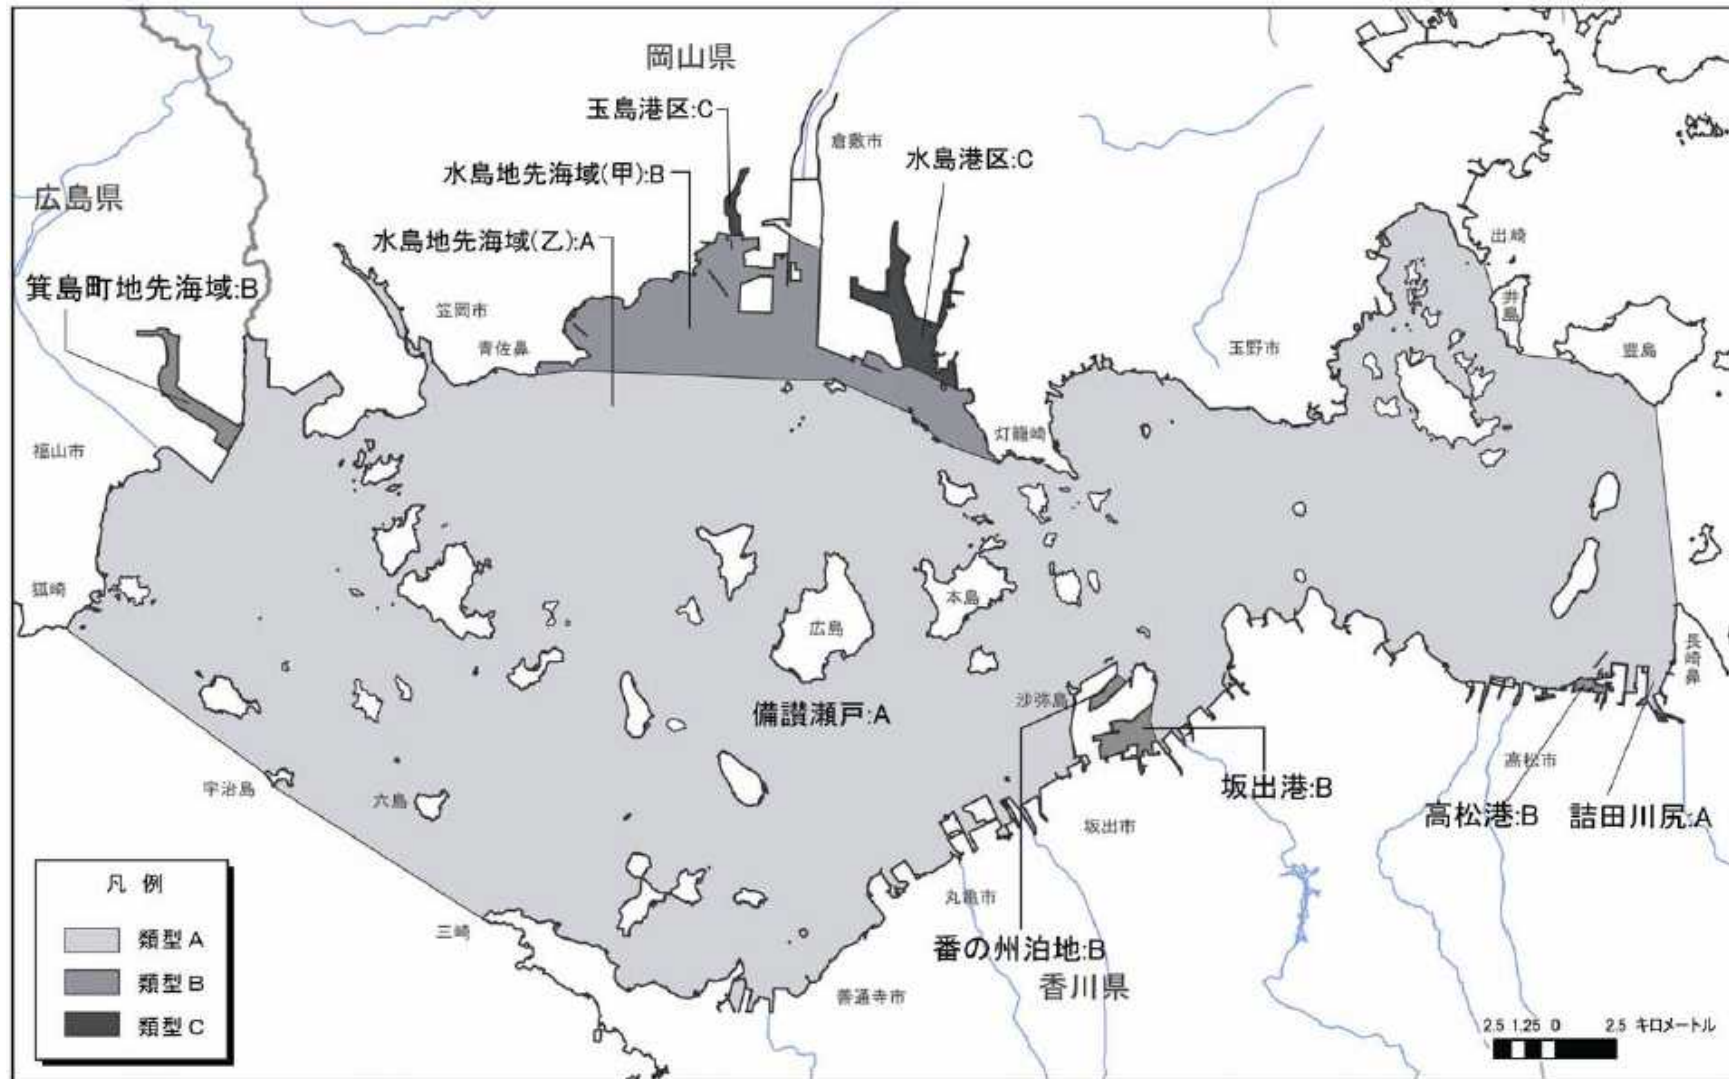 岡山県
玉島港区:C
倉敷市
水島港区:C
水島地先海域(甲):B
広島県
水島地先海域(乙):A
出崎
箕島町地先海域:B
井島
笠岡市
青佐鼻
玉野市
豊島
灯籠崎
福山市
狐崎
本島
広島
長崎鼻
沙弥島
備讃瀬戸:A
高松市
宇治島
六島
坂出港:B
高松港:B
詰田川尻:A
坂出市
凡 例
類型A
類型B
類型C
丸亀市
三崎
番の州泊地:B
香川県
善通寺市
2.5 1.25 0 2.5 キロメートル